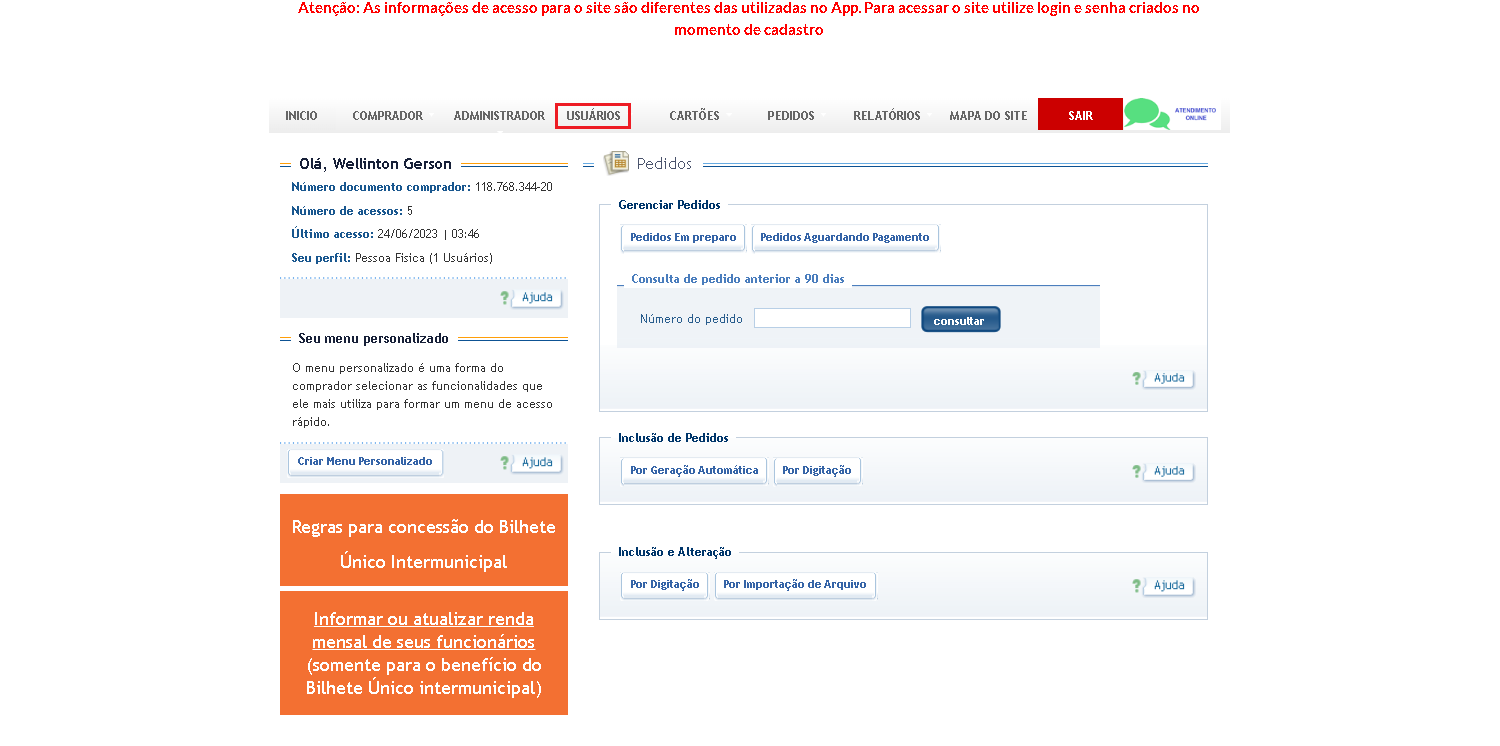 Atenção: As informações de acesso para o site são diferentes das utilizadas no App. Para acessar o site utilize login e senha criados no
momento de cadastro
INICIO COMPRADOR ADMINISTRADOR USUÁRIOS CARTÕES PEDIDOS RELATÓRIOS MAPA DO SITE SAIR ATENDIMENTO
ONLINE
Olá, Wellinton Gerson
Número documento comprador: 118.768.344-20
Número de acessos: 5
Último acesso: 24/06/2023 | 03:46
Seu perfil: Pessoa Fisica (1 Usuários)
? Ajuda
Seu menu personalizado
O menu personalizado é uma forma do
comprador selecionar as funcionalidades que
ele mais utiliza para formar um menu de acesso
rápido.
Criar Menu Personalizado ? Ajuda
Regras para concessão do Bilhete
Único Intermunicipal
Informar ou atualizar renda
mensal de seus funcionários
(somente para o benefício do
Bilhete Único intermunicipal)
Pedidos
Gerenciar Pedidos
Pedidos Em preparo Pedidos Aguardando Pagamento
Consulta de pedido anterior a 90 dias
Número do pedido consultar
? Ajuda
Inclusão de Pedidos
Por Geração Automática Por Digitação ? Ajuda
Inclusão e Alteração
Por Digitação Por Importação de Arquivo ? Ajuda